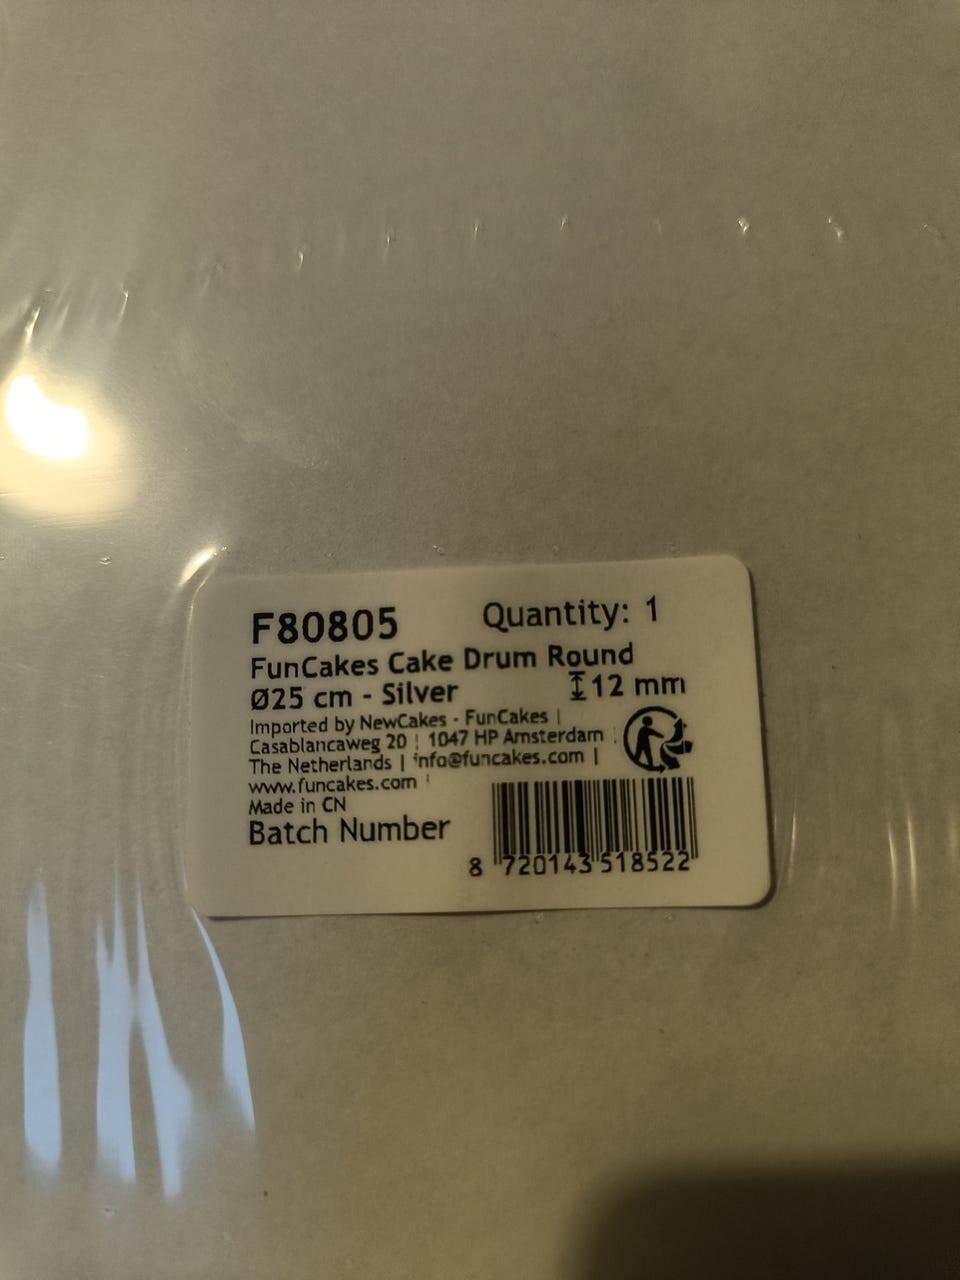 F80805 Quantity: 1
FunCakes Cake Drum Round
Ø25 cm - Silver 12 mm
Imported by NewCakes - FunCakes |
Casablancaweg 20 | 1047 HP Amsterdam |
The Netherlands | info@funcakes.com |
www.funcakes.com |
Made in CN
Batch Number
8 720143 518522